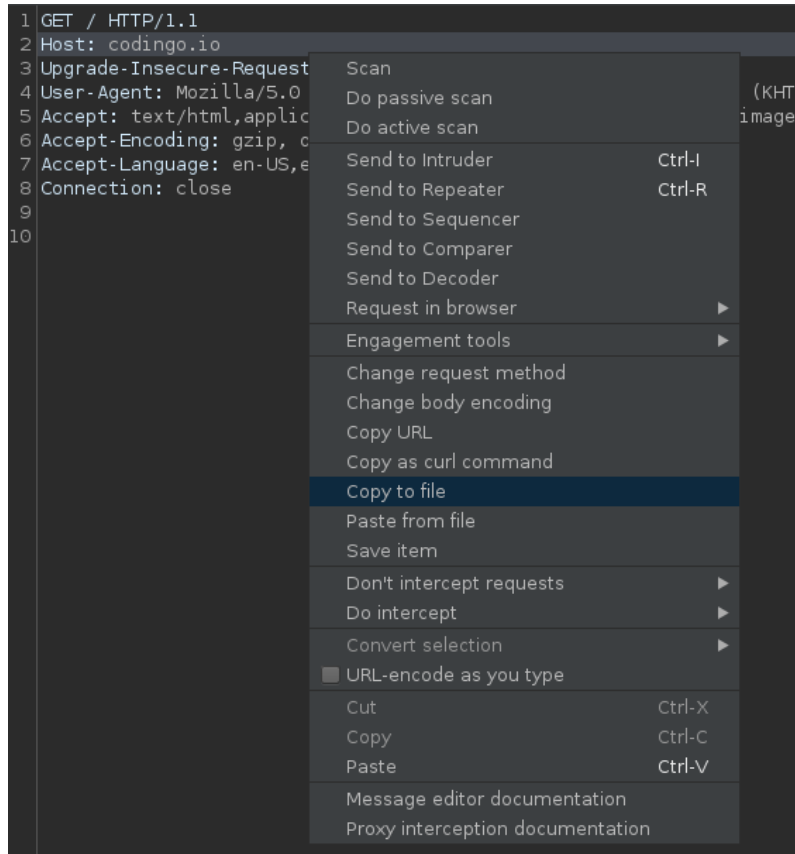 1 GET / HTTP/1.1
2 Host: codingo.io
3 Upgrade-Insecure-Request
4 User-Agent: Mozilla/5.0 (KHT
5 Accept: text/html,applic image
6 Accept-Encoding: gzip,
7 Accept-Language: en-US,e
8 Connection: close
9
10
Scan
Do passive scan
Do active scan
Send to Intruder Ctrl-I
Send to Repeater Ctrl-R
Send to Sequencer
Send to Comparer
Send to Decoder
Request in browser
Engagement tools
Change request method
Change body encoding
Copy URL
Copy as curl command
Copy to file
Paste from file
Save item
Don't intercept requests
Do intercept
Convert selection
URL-encode as you type
Cut Ctrl-X
Copy Ctrl-C
Paste Ctrl-V
Message editor documentation
Proxy interception documentation